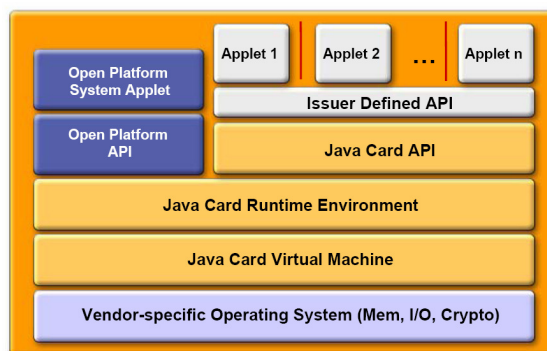 Applet 1
Applet 2
...
Applet n
Open Platform
System Applet
Issuer Defined API
Open Platform
API
Java Card API
Java Card Runtime Environment
Java Card Virtual Machine
Vendor-specific Operating System (Mem, I/O, Crypto)